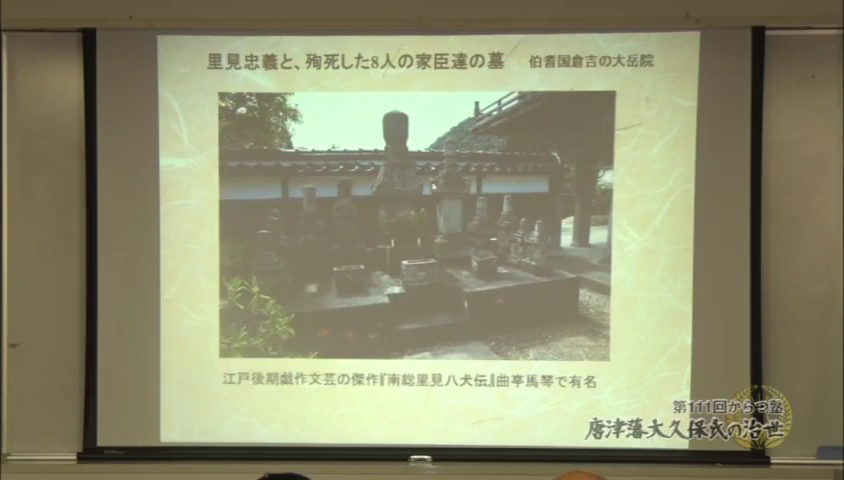 里見忠義と、殉死した8人の家臣達の墓　伯耆国倉吉の大岳院
江戸後期戯作文芸の傑作『南総里見八犬伝』曲亭馬琴で有名
第111回からつ塾
唐津藩大久保氏の治世